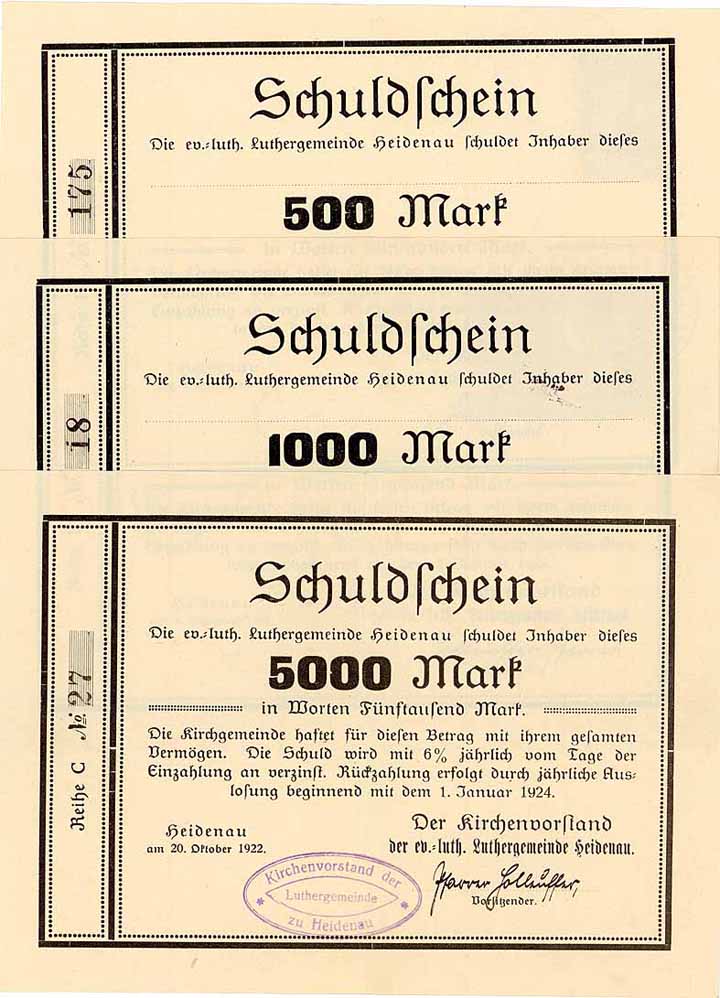 175
Schuldschein
Die ev.-luth. Luthergemeinde Heidenau schuldet Inhaber dieses
500 Mark
18
Schuldschein
Die ev.-luth. Luthergemeinde Heidenau schuldet Inhaber dieses
1000 Mark
Reihe C № 27
Schuldschein
Die ev.-luth. Luthergemeinde Heidenau schuldet Inhaber dieses
5000 Mark
in Worten Fünftausend Mark.
Die Kirchgemeinde haftet für diesen Betrag mit ihrem gesamten
Vermögen. Die Schuld wird mit 6% jährlich vom Tage der
Einzahlung an verzinst. Rückzahlung erfolgt durch jährliche Aus-
losung beginnend mit dem 1. Januar 1924.
Heidenau
am 20. Oktober 1922.
Der Kirchenvorstand
der ev.-luth. Luthergemeinde Heidenau.
Pfarrer
Vorsitzender.
Kirchenvorstand der
Luthergemeinde
zu Heidenau